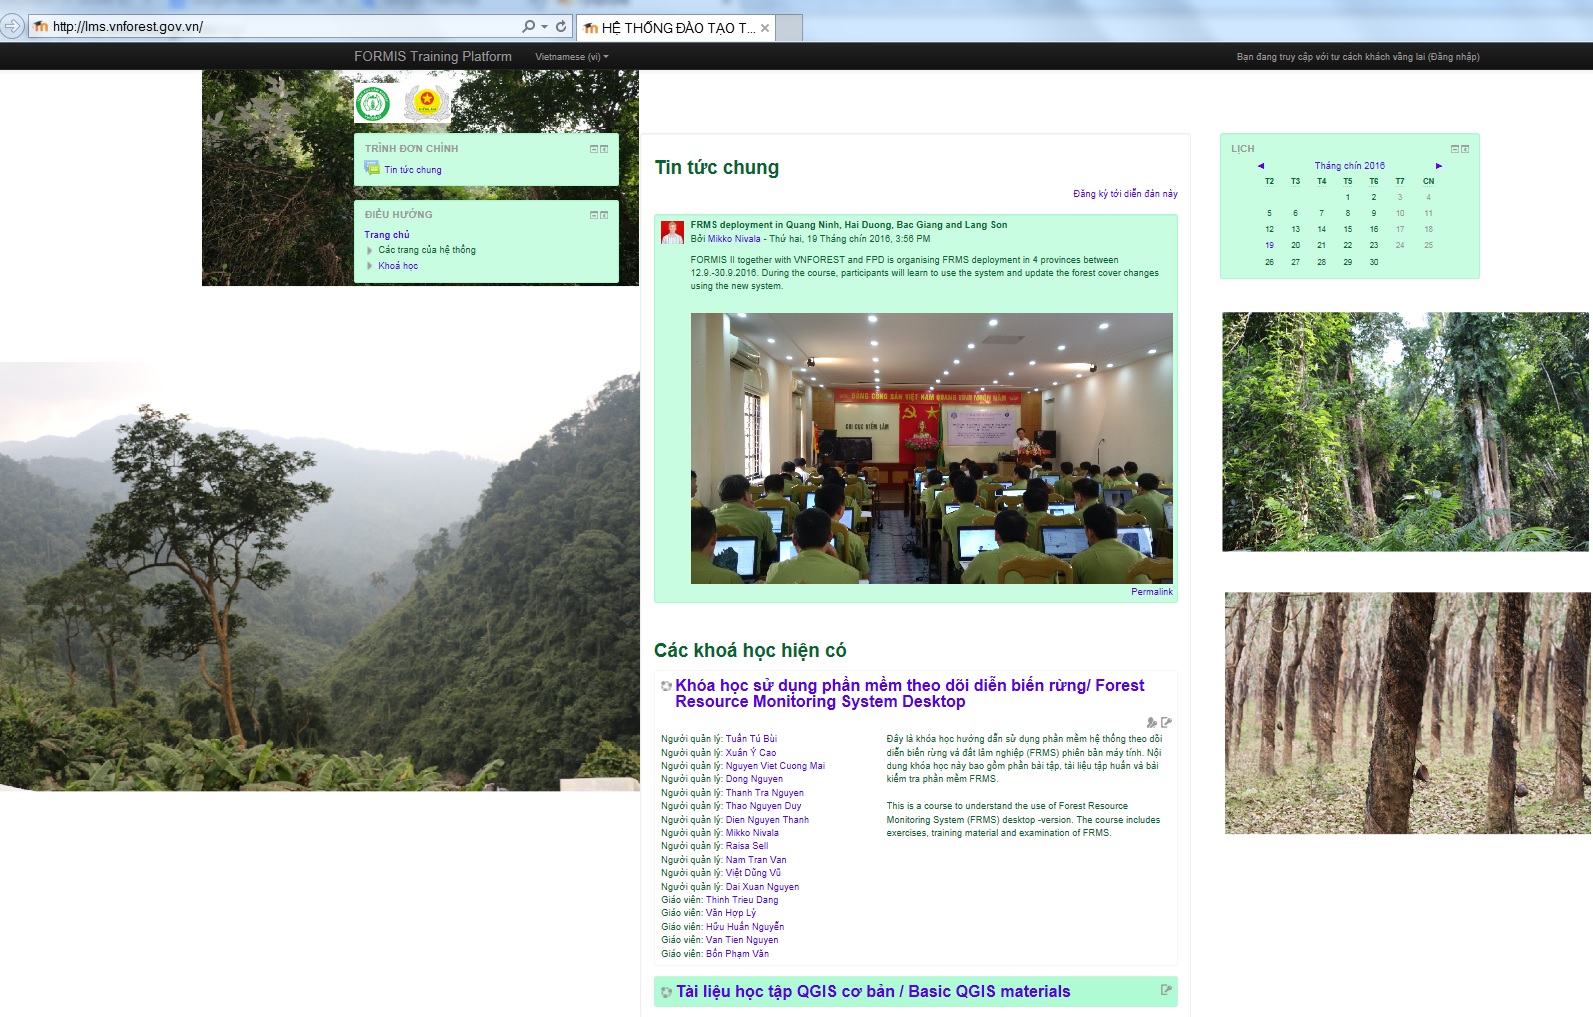 http://lms.vnforest.gov.vn/
HỆ THỐNG ĐÀO TẠO T...
FORMIS Training Platform
Vietnamese (vi)
Bạn đang truy cập với tư cách khách vãng lai (Đăng nhập)
TRÌNH ĐƠN CHÍNH
Tin tức chung
ĐIỀU HƯỚNG
Trang chủ
Các trang của hệ thống
Khoá học
Tin tức chung
Đăng ký tới diễn đàn này
FRMS deployment in Quang Ninh, Hai Duong, Bac Giang and Lang Son
Bởi Mikko Nivala - Thứ hai, 19 Tháng chín 2016, 3:56 PM
FORMIS II together with VNFOREST and FPD is organising FRMS deployment in 4 provinces between
12.9.-30.9.2016. During the course, participants will learn to use the system and update the forest cover changes
using the new system.
ĐẢNG CỘNG SẢN VIỆT NAM QUANG VINH MUÔN NĂM
CHI CỤC KIỂM LÂM
Permalink
Các khoá học hiện có
Khóa học sử dụng phần mềm theo dõi diễn biến rừng/ Forest
Resource Monitoring System Desktop
Người quản lý: Tuấn Tú Bùi
Người quản lý: Xuân Ý Cao
Người quản lý: Nguyen Viet Cuong Mai
Người quản lý: Dong Nguyen
Người quản lý: Thanh Tra Nguyen
Người quản lý: Thao Nguyen Duy
Người quản lý: Dien Nguyen Thanh
Người quản lý: Mikko Nivala
Người quản lý: Raisa Sell
Người quản lý: Nam Tran Van
Người quản lý: Việt Dũng Vũ
Người quản lý: Dai Xuan Nguyen
Giáo viên: Thinh Trieu Dang
Giáo viên: Văn Hợp Lý
Giáo viên: Hữu Huân Nguyễn
Giáo viên: Van Tien Nguyen
Giáo viên: Bốn Phạm Văn
Đây là khóa học hướng dẫn sử dụng phần mềm hệ thống theo dõi
diễn biến rừng và đất lâm nghiệp (FRMS) phiên bản máy tính. Nội
dung khóa học này bao gồm phần bài tập, tài liệu tập huấn và bài
kiểm tra phần mềm FRMS.
This is a course to understand the use of Forest Resource
Monitoring System (FRMS) desktop -version. The course includes
exercises, training material and examination of FRMS.
Tài liệu học tập QGIS cơ bản / Basic QGIS materials
LỊCH
Tháng chín 2016
T2 T3 T4 T5 T6 T7 CN
1 2 3 4
5 6 7 8 9 10 11
12 13 14 15 16 17 18
19 20 21 22 23 24 25
26 27 28 29 30